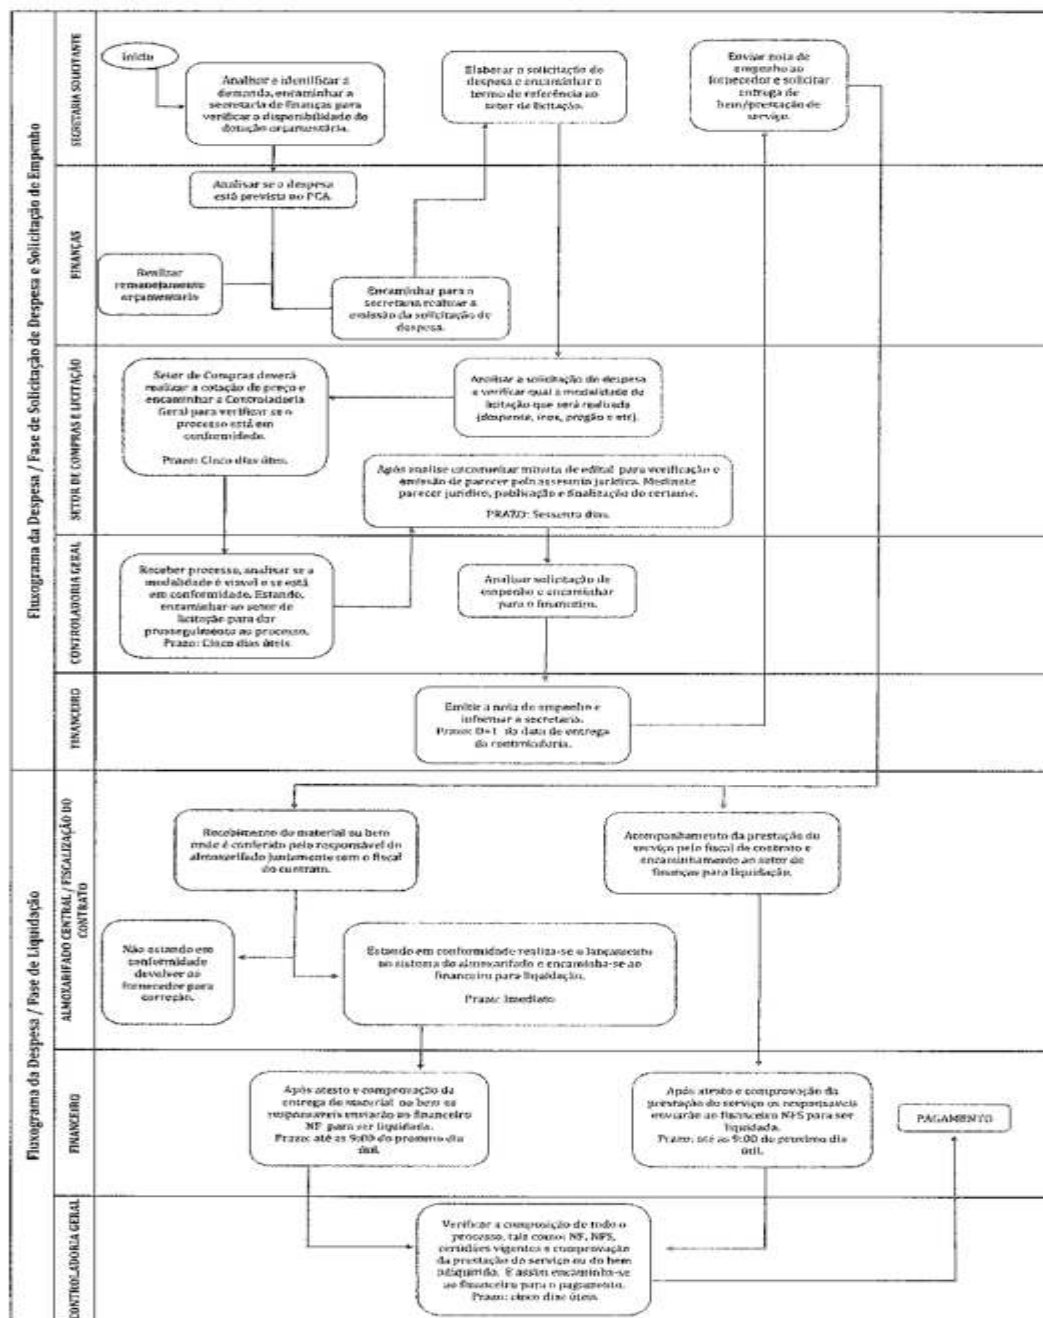 Fluxograma da Despesa / Fase de Solicitação de Despesa e Solicitação de Empenho
SECRETARIA SOLICITANTE
Início
Analisar e identificar a
demanda, encaminhar a
secretaria de finanças para
verificar a disponibilidade de
dotação orçamentária.
Elaborar a solicitação de
despesa e encaminhar o
termo de referência ao
setor de licitação.
Enviar nota de
empenho ao
fornecedor e solicitar
entrega do
bem/prestação de
serviço.
FINANÇAS
Analisar se a despesa
está prevista no PCA.
Realizar
remanejamento
orçamentário
Encaminhar para a
secretaria realizar a
emissão da solicitação de
despesa.
SETOR DE COMPRAS E LICITAÇÃO
Setor de Compras deverá
realizar a cotação de preço e
encaminhar a Controladoria
Geral para verificar se o
processo está em
conformidade.
Prazo: Cinco dias úteis.
Analisar a solicitação de despesa
e verificar qual a modalidade de
licitação que será realizada
(dispensa, inex, pregão e etc).
Após analise encaminhar minuta de edital para verificação e
emissão de parecer pela assessoria jurídica. Mediante
parecer jurídico, publicação e finalização do certame.
PRAZO: Sessenta dias.
CONTROLADORIA GERAL
Receber processo, analisar se a
modalidade é viável e se está
em conformidade. Estando,
encaminhar ao setor de
licitação para dar
prosseguimento ao processo.
Prazo: Cinco dias úteis
Analisar solicitação de
empenho e encaminhar
para o financeiro.
FINANCEIRO
Emitir a nota de empenho e
informar a secretaria.
Prazo: D+1 da data de entrega
da controladoria.
Fluxograma da Despesa / Fase de Liquidação
ALMOXARIFADO CENTRAL / FISCALIZAÇÃO DO
CONTRATO
Recebimento do material ou bem
onde é conferido pelo responsável do
almoxarifado juntamente com o fiscal
do contrato.
Acompanhamento da prestação do
serviço pelo fiscal de contrato e
encaminhamento ao setor de
finanças para liquidação.
Não estando em
conformidade
devolver ao
fornecedor para
correção.
Estando em conformidade realiza-se o lançamento
no sistema do almoxarifado e encaminha-se ao
financeiro para liquidação.
Prazo: Imediato
FINANCEIRO
Após atesto e comprovação da
entrega do material ou bem os
responsáveis enviarão ao financeiro
NF para ser liquidada.
Prazo: até as 9:00 do proximo dia
útil.
Após atesto e comprovação da
prestação do serviço os responsáveis
enviarão ao financeiro NFS para ser
liquidada.
Prazo: até as 9:00 do proximo dia
útil.
PAGAMENTO
CONTROLADORIA GERAL
Verificar a composição de todo o
processo, tais como: NF, NFS,
certidões vigentes e comprovação
da prestação do serviço ou do bem
adquirido. E assim encaminha-se
ao financeiro para o pagamento.
Prazo: cinco dias úteis